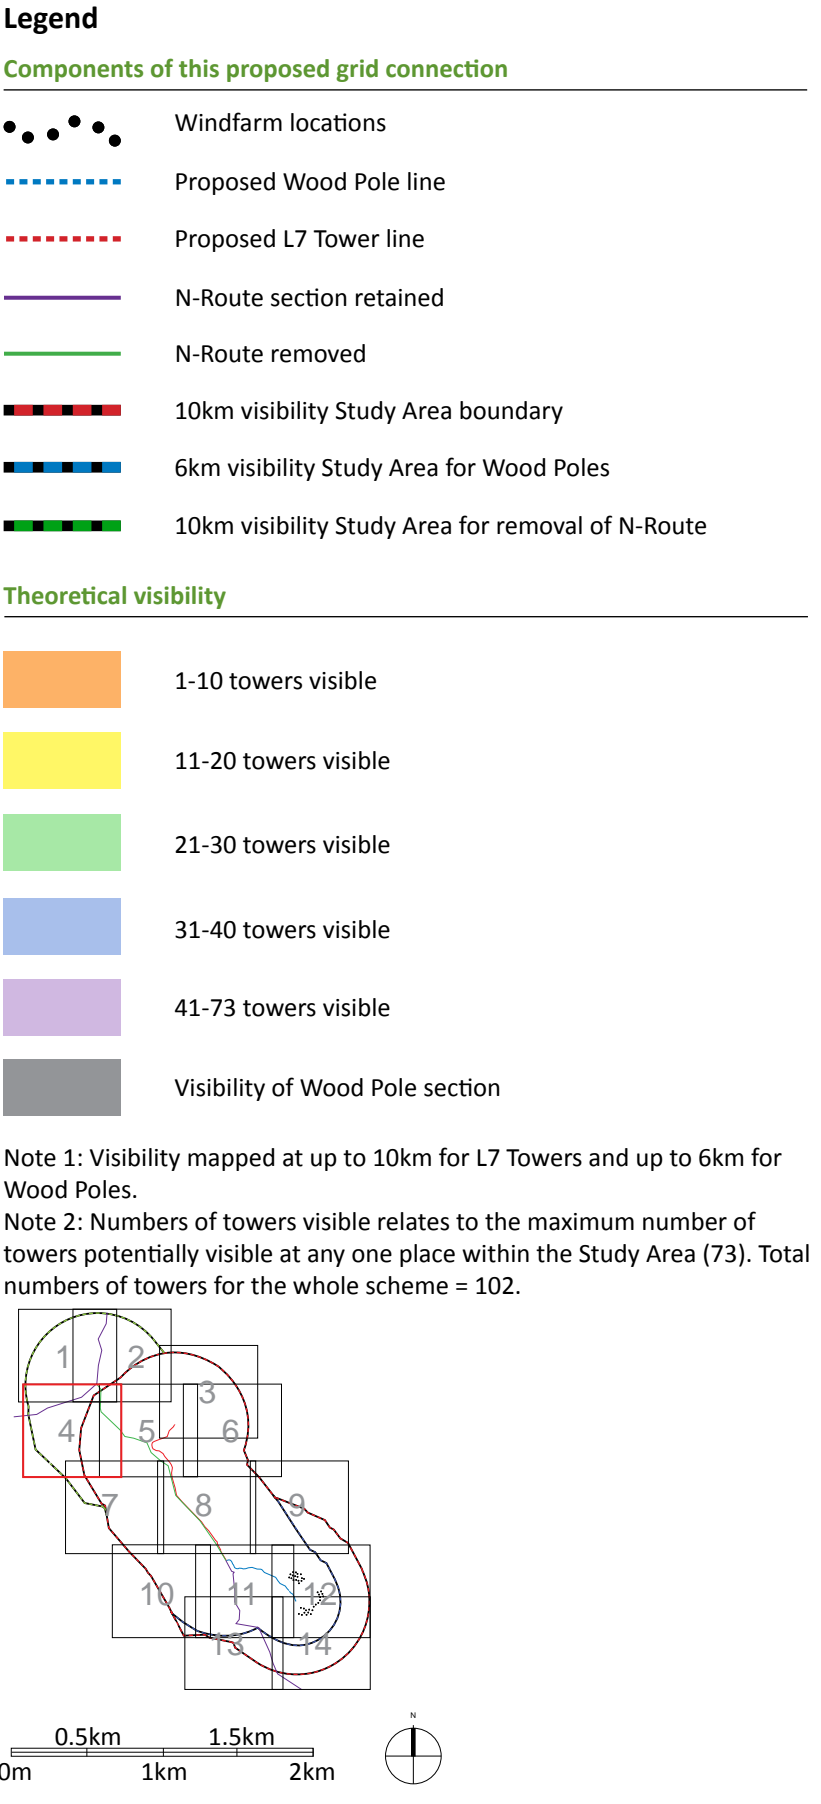 Legend
Components of this proposed grid connection
Windfarm locations
Proposed Wood Pole line
Proposed L7 Tower line
N-Route section retained
N-Route removed
10km visibility Study Area boundary
6km visibility Study Area for Wood Poles
10km visibility Study Area for removal of N-Route
Theoretical visibility
1-10 towers visible
11-20 towers visible
21-30 towers visible
31-40 towers visible
41-73 towers visible
Visibility of Wood Pole section
Note 1: Visibility mapped at up to 10km for L7 Towers and up to 6km for
Wood Poles.
Note 2: Numbers of towers visible relates to the maximum number of
towers potentially visible at any one place within the Study Area (73). Total
numbers of towers for the whole scheme = 102.
1
2
3
4
5
6
7
8
9
10
11
12
13
14
N
0.5km 1.5km
0m 1km 2km